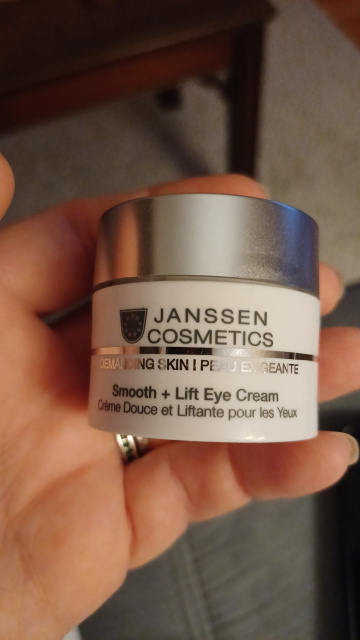 JANSSEN
COSMETICS
DEMANDING SKIN | PEAU EXIGEANTE
Smooth + Lift Eye Cream
Crème Douce et Liftante pour les Yeux